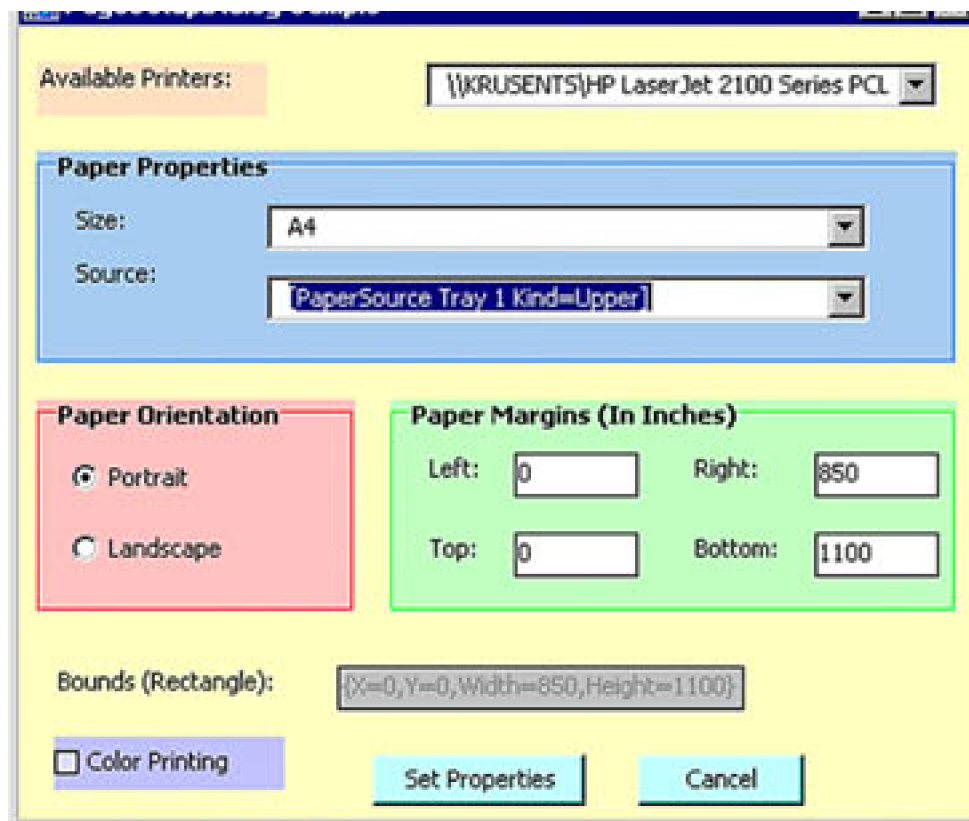 Available Printers: \\KRUSENTS\HP LaserJet 2100 Series PCL
Paper Properties
Size: A4
Source: [PaperSource Tray 1 Kind=Upper]
Paper Orientation
Portrait
Landscape
Paper Margins (In Inches)
Left: 0 Right: 850
Top: 0 Bottom: 1100
Bounds (Rectangle): {X=0,Y=0,Width=850,Height=1100}
Color Printing Set Properties Cancel